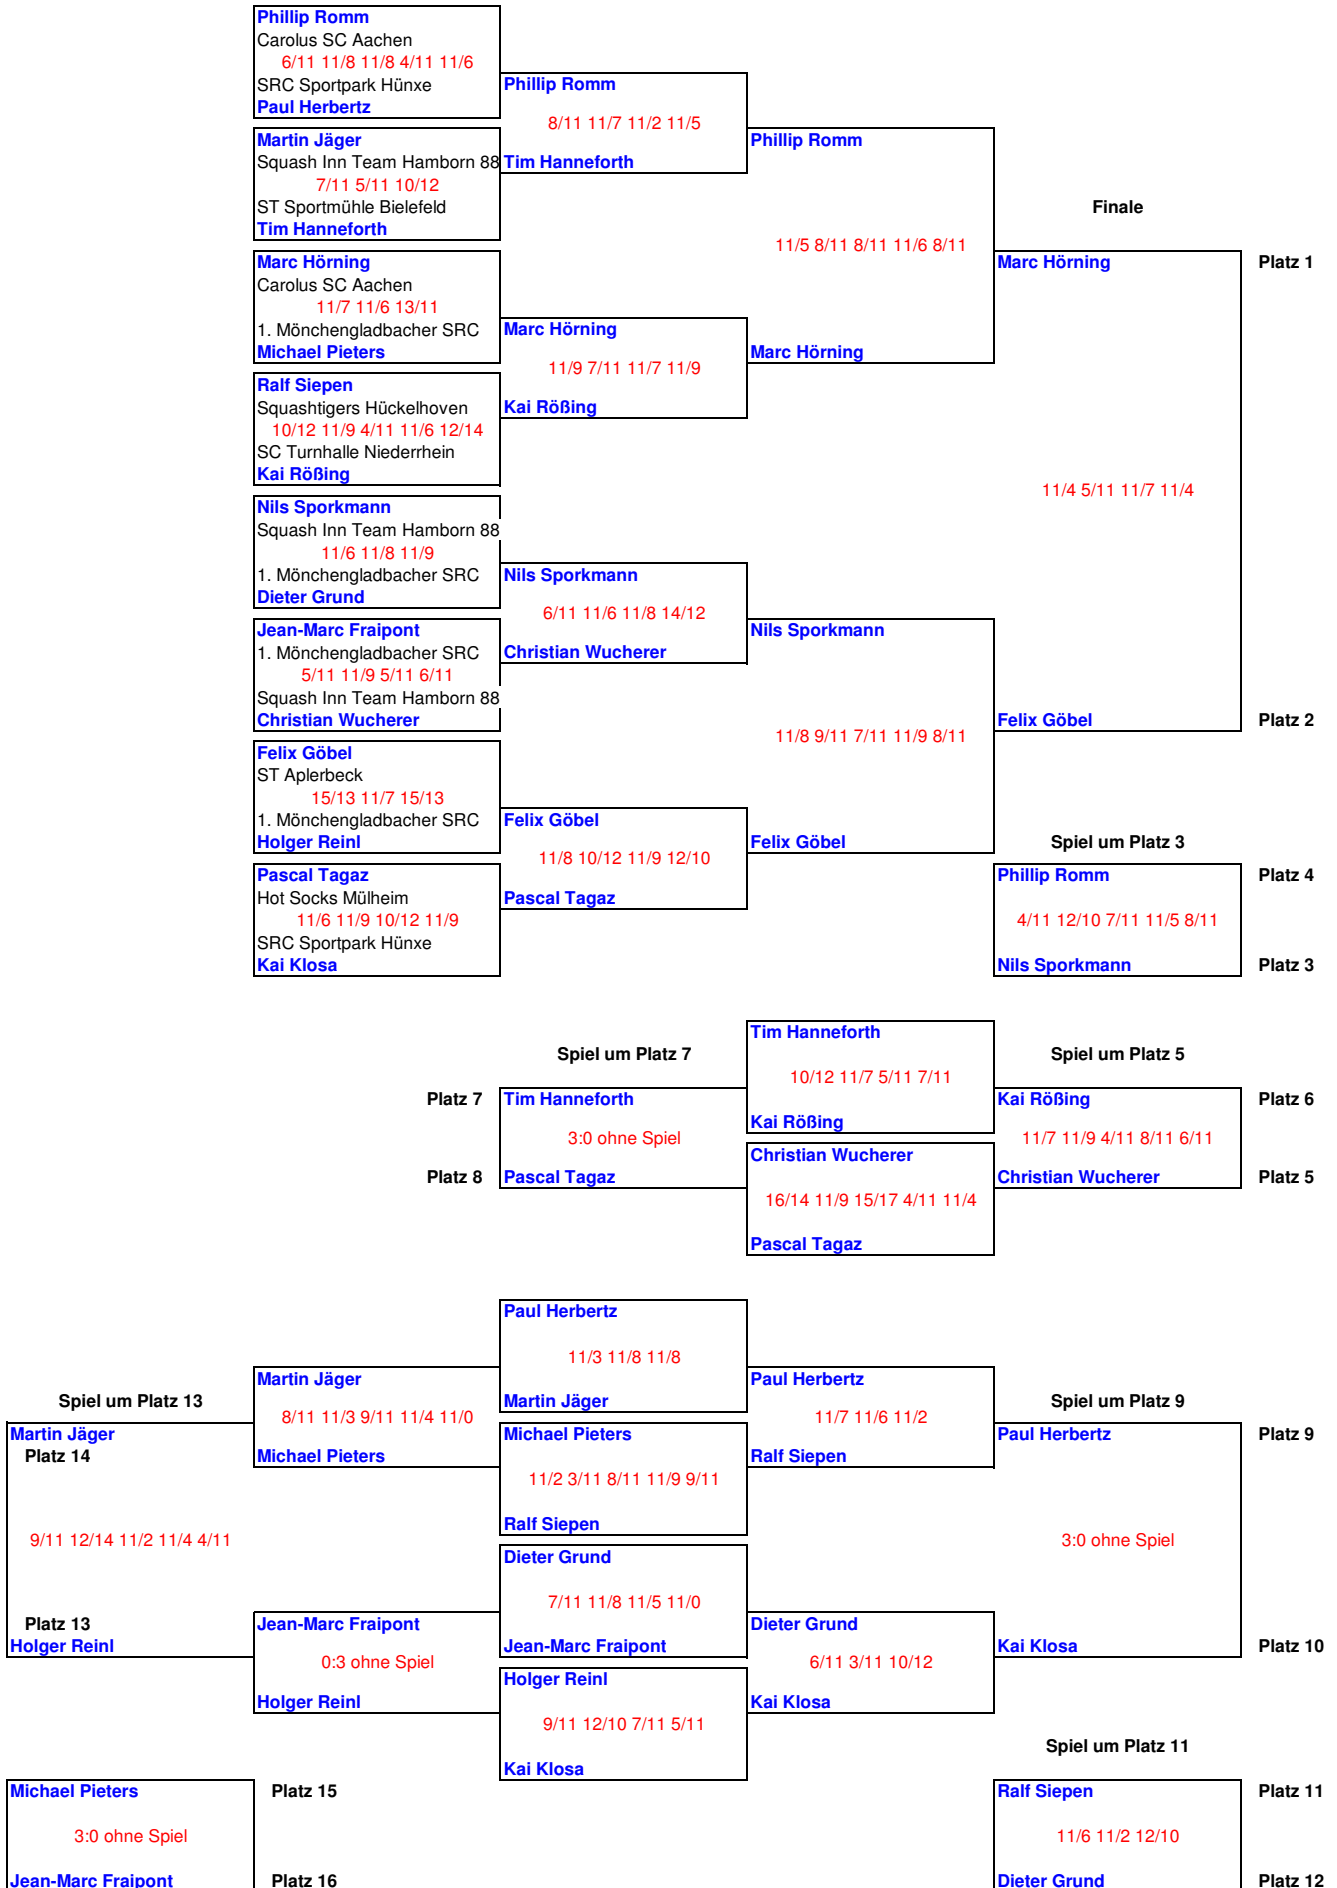 Phillip Romm
Carolus SC Aachen
6/11 11/8 11/8 4/11 11/6
SRC Sportpark Hünxe
Paul Herbertz
Martin Jäger
Squash Inn Team Hamborn 88
7/11 5/11 10/12
ST Sportmühle Bielefeld
Tim Hanneforth
Marc Hörning
Carolus SC Aachen
11/7 11/6 13/11
1. Mönchengladbacher SRC
Michael Pieters
Ralf Siepen
Squashtigers Hückelhoven
10/12 11/9 4/11 11/6 12/14
SC Turnhalle Niederrhein
Kai Rößing
Nils Sporkmann
Squash Inn Team Hamborn 88
11/6 11/8 11/9
1. Mönchengladbacher SRC
Dieter Grund
Jean-Marc Fraipont
1. Mönchengladbacher SRC
5/11 11/9 5/11 6/11
Squash Inn Team Hamborn 88
Christian Wucherer
Felix Göbel
ST Aplerbeck
15/13 11/7 15/13
1. Mönchengladbacher SRC
Holger Reinl
Pascal Tagaz
Hot Socks Mülheim
11/6 11/9 10/12 11/9
SRC Sportpark Hünxe
Kai Klosa
Phillip Romm
8/11 11/7 11/2 11/5
Tim Hanneforth
Marc Hörning
11/9 7/11 11/7 11/9
Kai Rößing
Nils Sporkmann
6/11 11/6 11/8 14/12
Christian Wucherer
Felix Göbel
11/8 10/12 11/9 12/10
Pascal Tagaz
Phillip Romm
11/5 8/11 8/11 11/6 8/11
Marc Hörning
Nils Sporkmann
11/8 9/11 7/11 11/9 8/11
Felix Göbel
Finale
Marc Hörning
Platz 1
11/4 5/11 11/7 11/4
Felix Göbel
Platz 2
Spiel um Platz 3
Phillip Romm
Platz 4
4/11 12/10 7/11 11/5 8/11
Nils Sporkmann
Platz 3
Tim Hanneforth
10/12 11/7 5/11 7/11
Kai Rößing
Christian Wucherer
16/14 11/9 15/17 4/11 11/4
Pascal Tagaz
Spiel um Platz 7
Platz 7
Tim Hanneforth
3:0 ohne Spiel
Platz 8
Pascal Tagaz
Spiel um Platz 5
Kai Rößing
Platz 6
11/7 11/9 4/11 8/11 6/11
Christian Wucherer
Platz 5
Paul Herbertz
11/3 11/8 11/8
Martin Jäger
Michael Pieters
11/2 3/11 8/11 11/9 9/11
Ralf Siepen
Dieter Grund
7/11 11/8 11/5 11/0
Jean-Marc Fraipont
Holger Reinl
9/11 12/10 7/11 5/11
Kai Klosa
Martin Jäger
8/11 11/3 9/11 11/4 11/0
Michael Pieters
Jean-Marc Fraipont
0:3 ohne Spiel
Holger Reinl
Spiel um Platz 13
Martin Jäger
Platz 14
9/11 12/14 11/2 11/4 4/11
Platz 13
Holger Reinl
Paul Herbertz
11/7 11/6 11/2
Ralf Siepen
Dieter Grund
6/11 3/11 10/12
Kai Klosa
Spiel um Platz 9
Paul Herbertz
Platz 9
3:0 ohne Spiel
Kai Klosa
Platz 10
Michael Pieters
Platz 15
3:0 ohne Spiel
Jean-Marc Fraipont
Platz 16
Spiel um Platz 11
Ralf Siepen
Platz 11
11/6 11/2 12/10
Dieter Grund
Platz 12